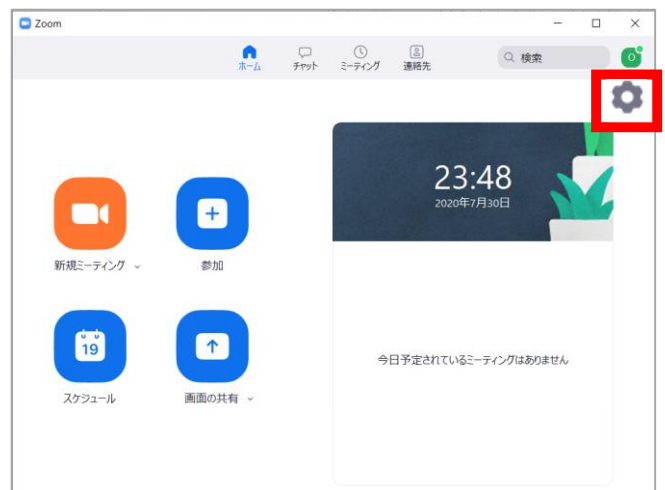 Zoom
ホーム
チャット
ミーティング
連絡先
検索
O
23:48
2020年7月30日
新規ミーティング
参加
19
スケジュール
画面の共有
今日予定されているミーティングはありません